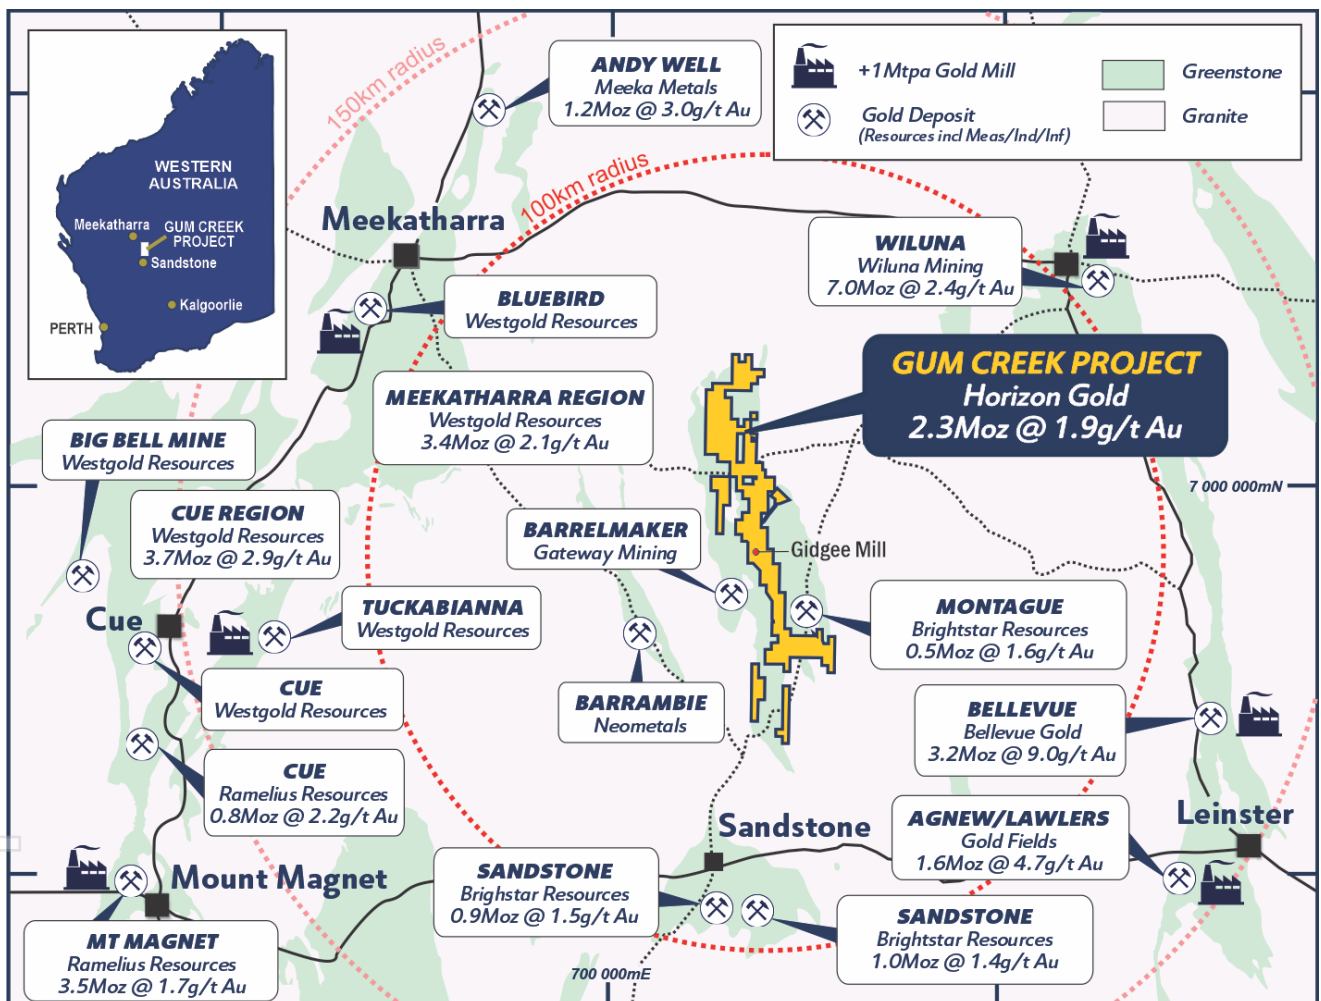 WESTERN
AUSTRALIA
Meekatharra
GUM CREEK
PROJECT
Sandstone
Kalgoorlie
PERTH
150km radius
100km radius
ANDY WELL
Meeka Metals
1.2Moz @ 3.0g/t Au
+1Mtpa Gold Mill
Gold Deposit
(Resources incl Meas/Ind/Inf)
Greenstone
Granite
Meekatharra
WILUNA
Wiluna Mining
7.0Moz @ 2.4g/t Au
BLUEBIRD
Westgold Resources
GUM CREEK PROJECT
Horizon Gold
2.3Moz @ 1.9g/t Au
MEEKATHARRA REGION
Westgold Resources
3.4Moz @ 2.1g/t Au
BIG BELL MINE
Westgold Resources
7 000 000mN
CUE REGION
Westgold Resources
3.7Moz @ 2.9g/t Au
BARRELMAKER
Gateway Mining
Gidgee Mill
Cue
TUCKABIANNA
Westgold Resources
MONTAGUE
Brightstar Resources
0.5Moz @ 1.6g/t Au
CUE
Westgold Resources
BARRAMBIE
Neometals
BELLEVUE
Bellevue Gold
3.2Moz @ 9.0g/t Au
CUE
Ramelius Resources
0.8Moz @ 2.2g/t Au
Sandstone
AGNEW/LAWLERS
Gold Fields
1.6Moz @ 4.7g/t Au
Leinster
Mount Magnet
SANDSTONE
Brighstar Resources
0.9Moz @ 1.5g/t Au
SANDSTONE
Brightstar Resources
1.0Moz @ 1.4g/t Au
MT MAGNET
Ramelius Resources
3.5Moz @ 1.7g/t Au
700 000mE